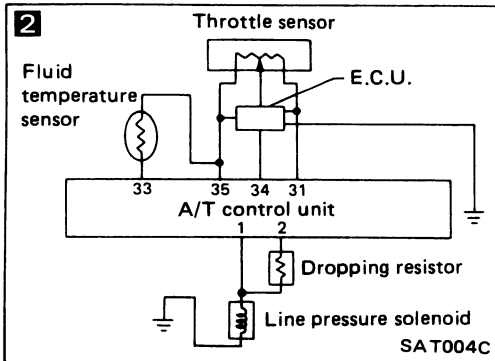 2
Throttle sensor
E.C.U.
Fluid
temperature
sensor
33 35 34 31
A/T control unit
1 2
Dropping resistor
Line pressure solenoid
SAT004C